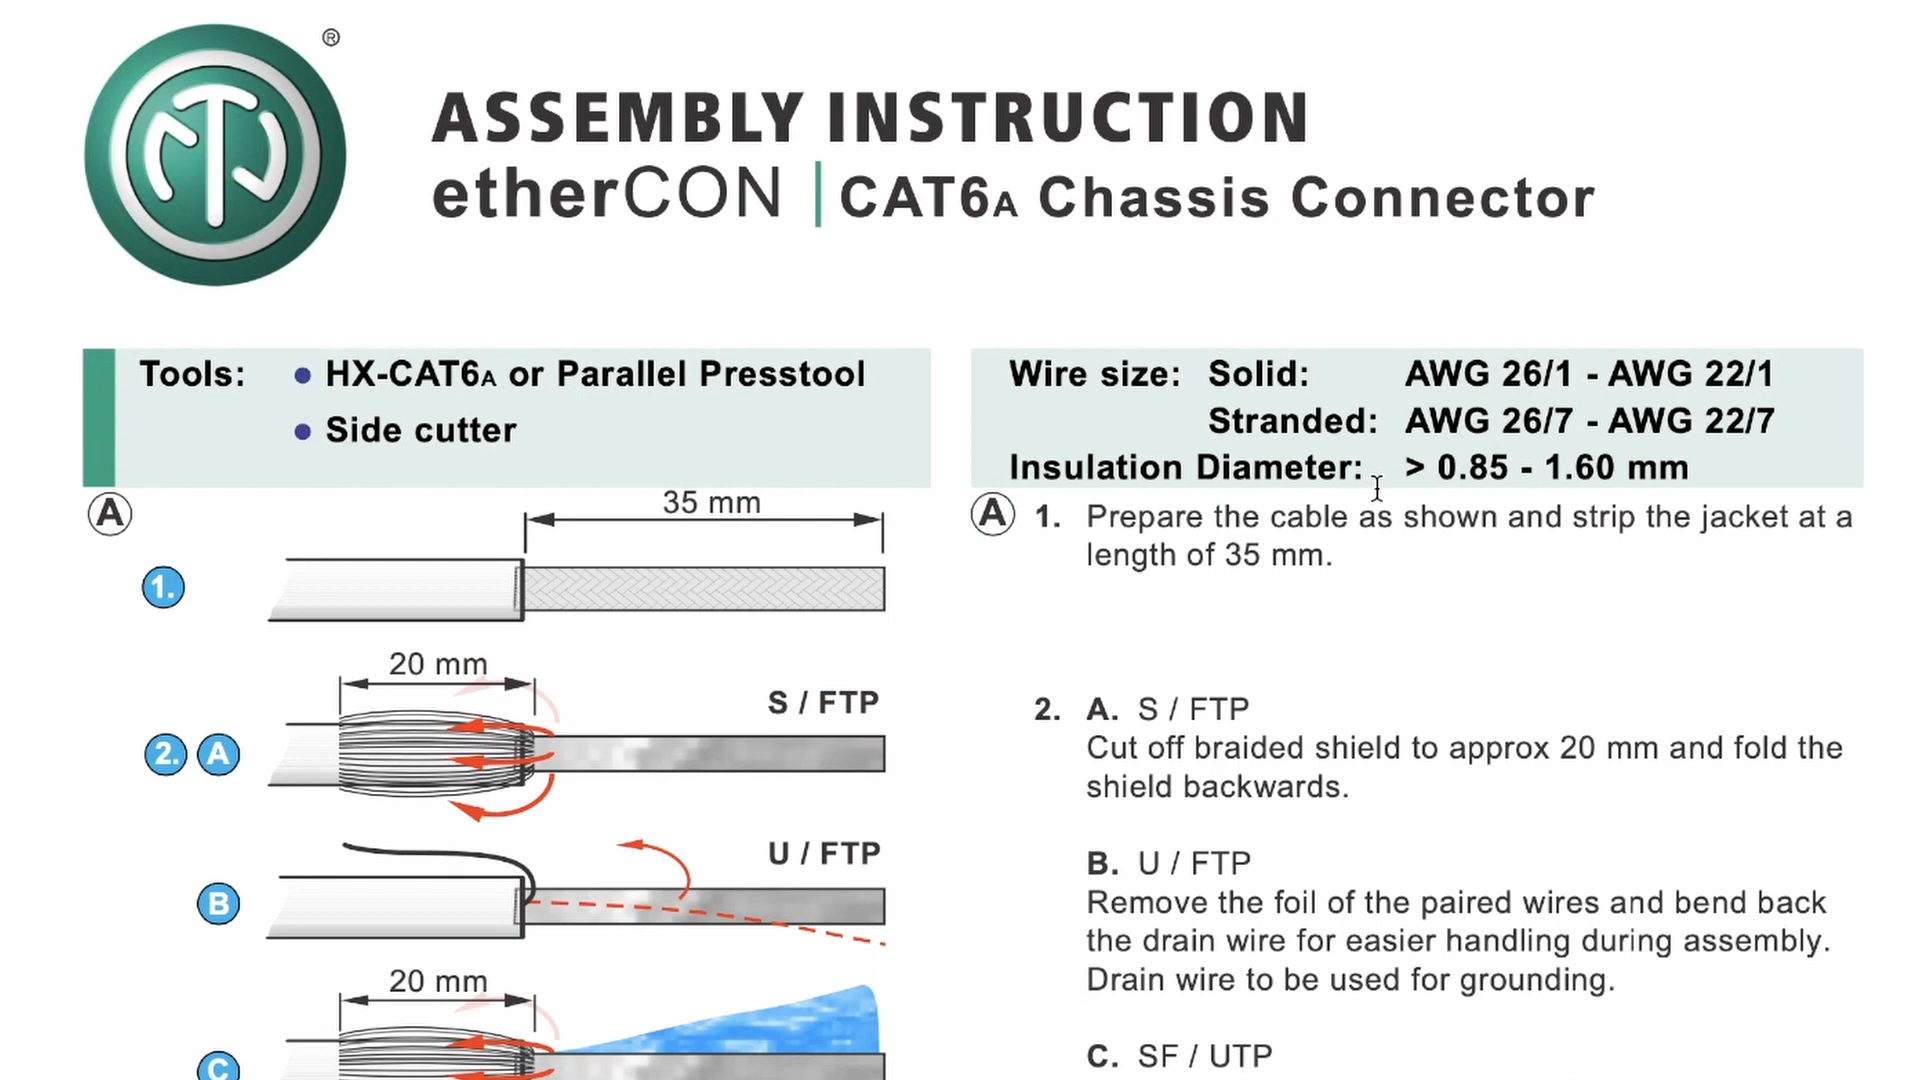 ®
ASSEMBLY INSTRUCTION
etherCON | CAT6A Chassis Connector
Tools: • HX-CAT6A or Parallel Presstool
• Side cutter
Wire size: Solid: AWG 26/1 - AWG 22/1
Stranded: AWG 26/7 - AWG 22/7
Insulation Diameter: > 0.85 - 1.60 mm
A
35 mm
1.
20 mm
S / FTP
2. A
U / FTP
B
20 mm
C
A 1. Prepare the cable as shown and strip the jacket at a
length of 35 mm.
2. A. S / FTP
Cut off braided shield to approx 20 mm and fold the
shield backwards.
B. U / FTP
Remove the foil of the paired wires and bend back
the drain wire for easier handling during assembly.
Drain wire to be used for grounding.
C. SF / UTP